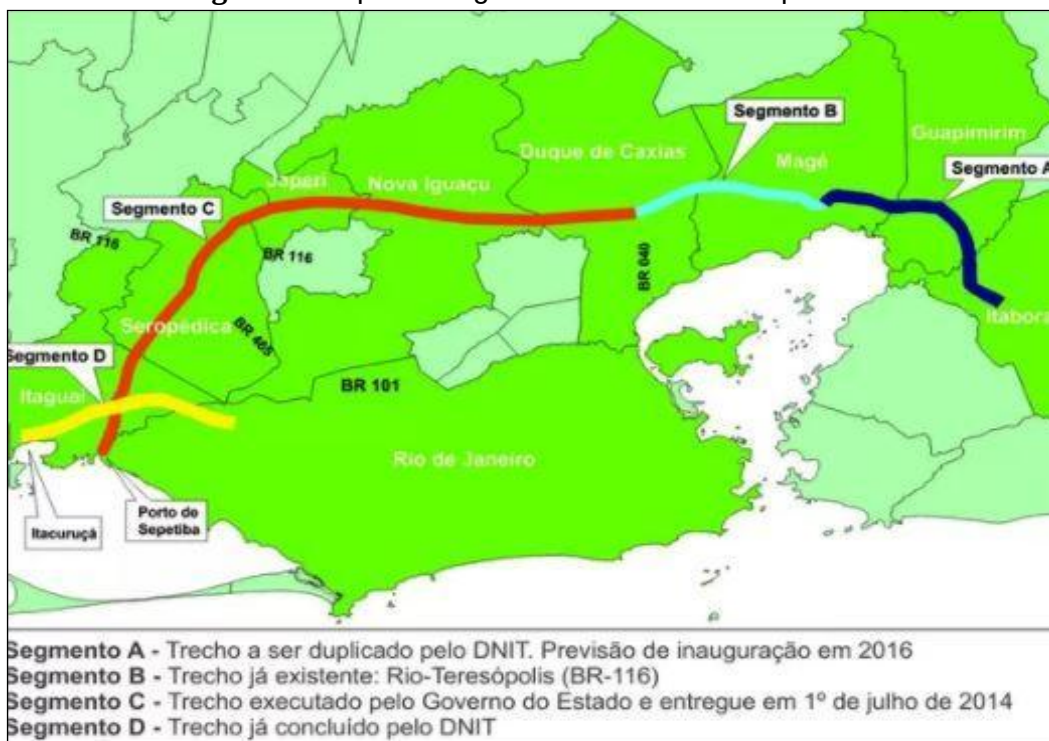 Segmento B
Guapimirim
Duque de Caxias
Magé
Segmento A
Japeri
Nova Iguaçu
Segmento C
BR 116
BR 116
BR 040
Seropédica
BR 465
Itaboraí
Segmento D
BR 101
Itaguaí
Rio de Janeiro
Porto de
Sepetiba
Itacuruçá
Segmento A - Trecho a ser duplicado pelo DNIT. Previsão de inauguração em 2016
Segmento B - Trecho já existente: Rio-Teresópolis (BR-116)
Segmento C - Trecho executado pelo Governo do Estado e entregue em 1º de julho de 2014
Segmento D - Trecho já concluído pelo DNIT